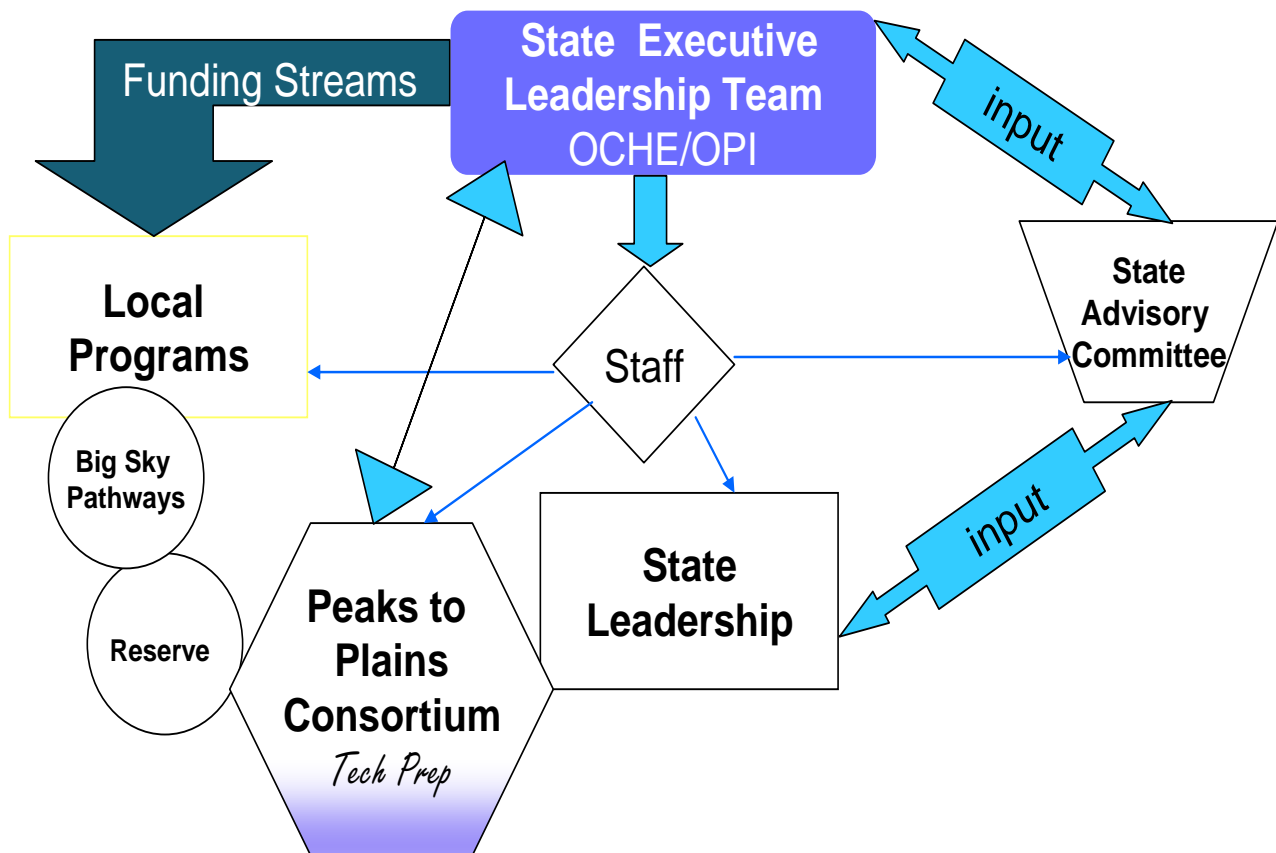 Funding Streams
State Executive
Leadership Team
OCHE/OPI
input
Local
Programs
Staff
State
Advisory
Committee
Big Sky
Pathways
Reserve
Peaks to
Plains
Consortium
Tech Prep
State
Leadership
input